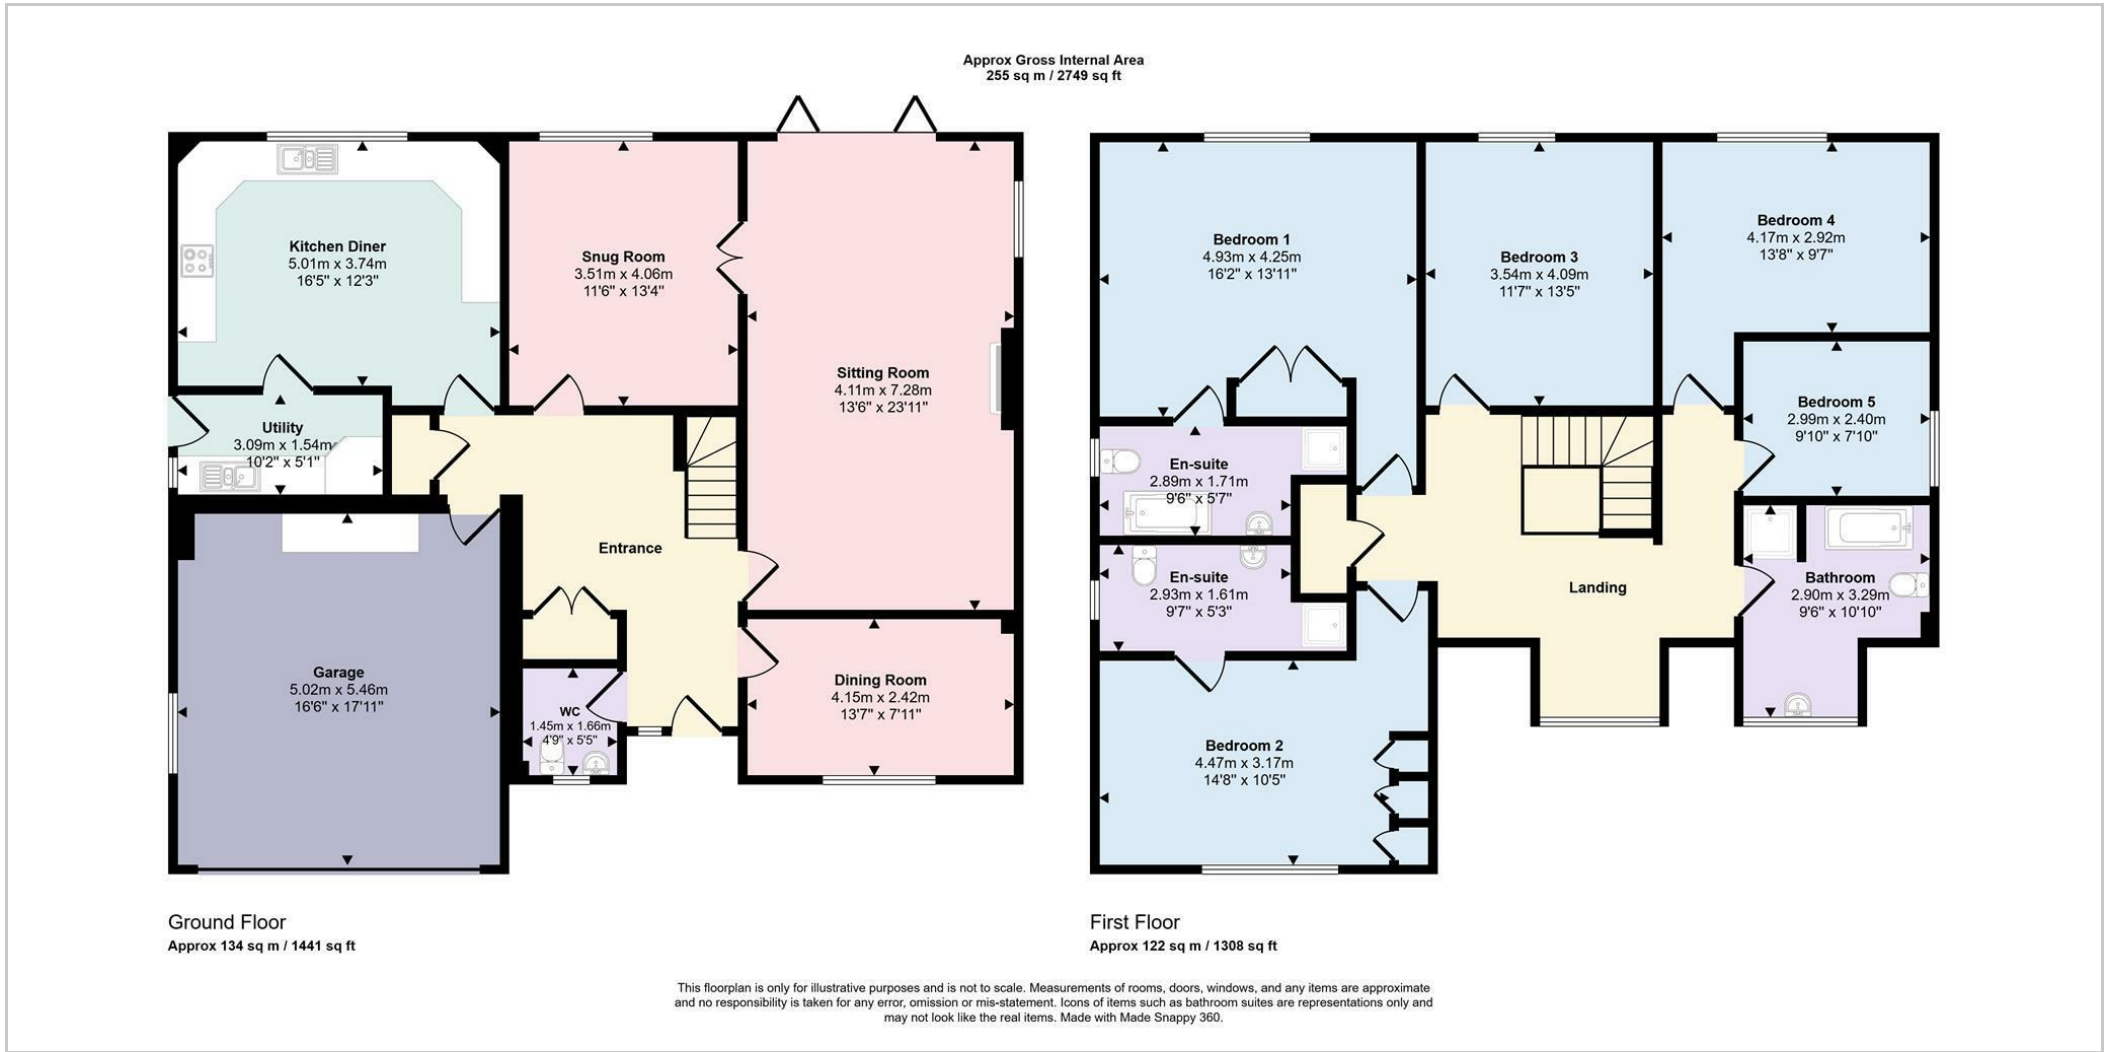 Approx Gross Internal Area
255 sq m / 2749 sq ft
Kitchen Diner
5.01m x 3.74m
16'5" x 12'3"
Snug Room
3.51m x 4.06m
11'6" x 13'4"
Sitting Room
4.11m x 7.28m
13'6" x 23'11"
Utility
3.09m x 1.54m
10'2" x 5'1"
Entrance
Garage
5.02m x 5.46m
16'6" x 17'11"
WC
1.45m x 1.66m
4'9" x 5'5"
Dining Room
4.15m x 2.42m
13'7" x 7'11"
Ground Floor
Approx 134 sq m / 1441 sq ft
Bedroom 1
4.93m x 4.25m
16'2" x 13'11"
Bedroom 3
3.54m x 4.09m
11'7" x 13'5"
Bedroom 4
4.17m x 2.92m
13'8" x 9'7"
Bedroom 5
2.99m x 2.40m
9'10" x 7'10"
En-suite
2.89m x 1.71m
9'6" x 5'7"
En-suite
2.93m x 1.61m
9'7" x 5'3"
Landing
Bathroom
2.90m x 3.29m
9'6" x 10'10"
Bedroom 2
4.47m x 3.17m
14'8" x 10'5"
First Floor
Approx 122 sq m / 1308 sq ft
This floorplan is only for illustrative purposes and is not to scale. Measurements of rooms, doors, windows, and any items are approximate
and no responsibility is taken for any error, omission or mis-statement. Icons of items such as bathroom suites are representations only and
may not look like the real items. Made with Made Snappy 360.